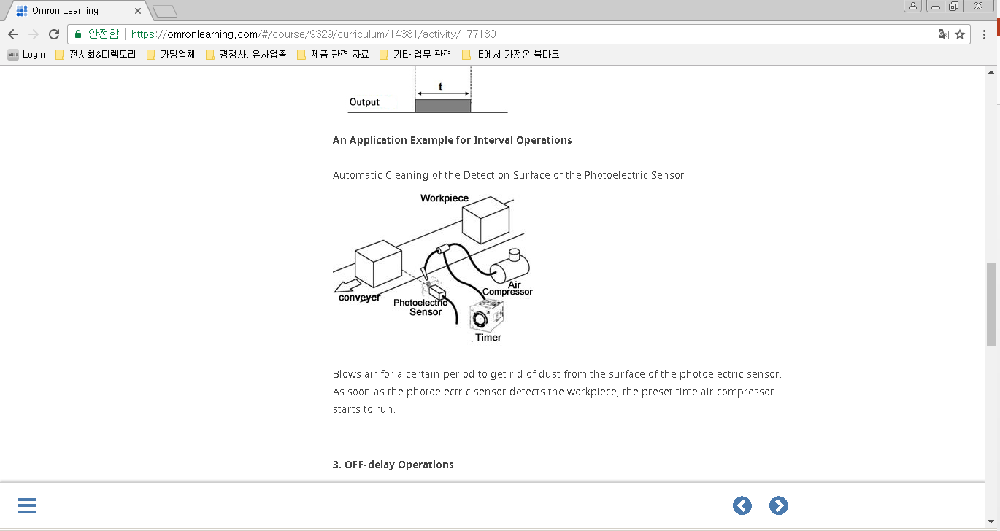 Omron Learning
안전함 https://omronlearning.com/#/course/9329/curriculum/14381/activity/177180
em Login 전시회&디렉토리 가망업체 경쟁사, 유사업종 제품 관련 자료 기타 업무 관련 IE에서 가져온 북마크
t
Output
An Application Example for Interval Operations
Automatic Cleaning of the Detection Surface of the Photoelectric Sensor
Workpiece
Air
Compressor
conveyer
Photoelectric
Sensor
Timer
Blows air for a certain period to get rid of dust from the surface of the photoelectric sensor.
As soon as the photoelectric sensor detects the workpiece, the preset time air compressor
starts to run.
3. OFF-delay Operations